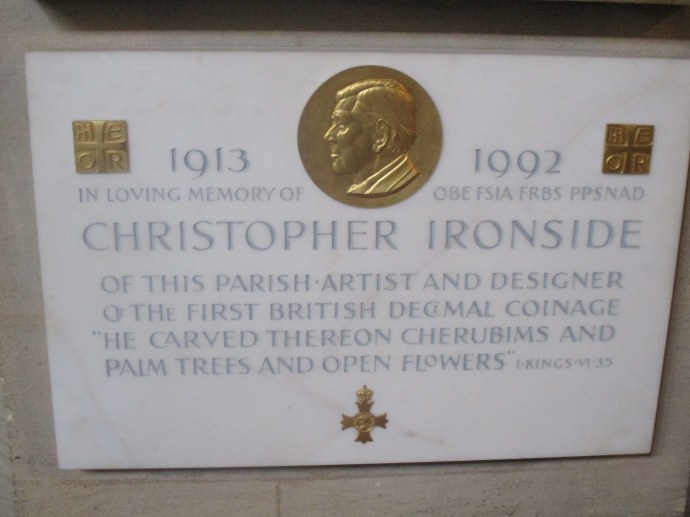 1913 1992
IN LOVING MEMORY OF OBE FSIA FRBS PPSNAD
CHRISTOPHER IRONSIDE
OF THIS PARISH·ARTIST AND DESIGNER
OF THE FIRST BRITISH DECIMAL COINAGE
"HE CARVED THEREON CHERUBIMS AND
PALM TREES AND OPEN FLOWERS" I·KINGS·VI·35